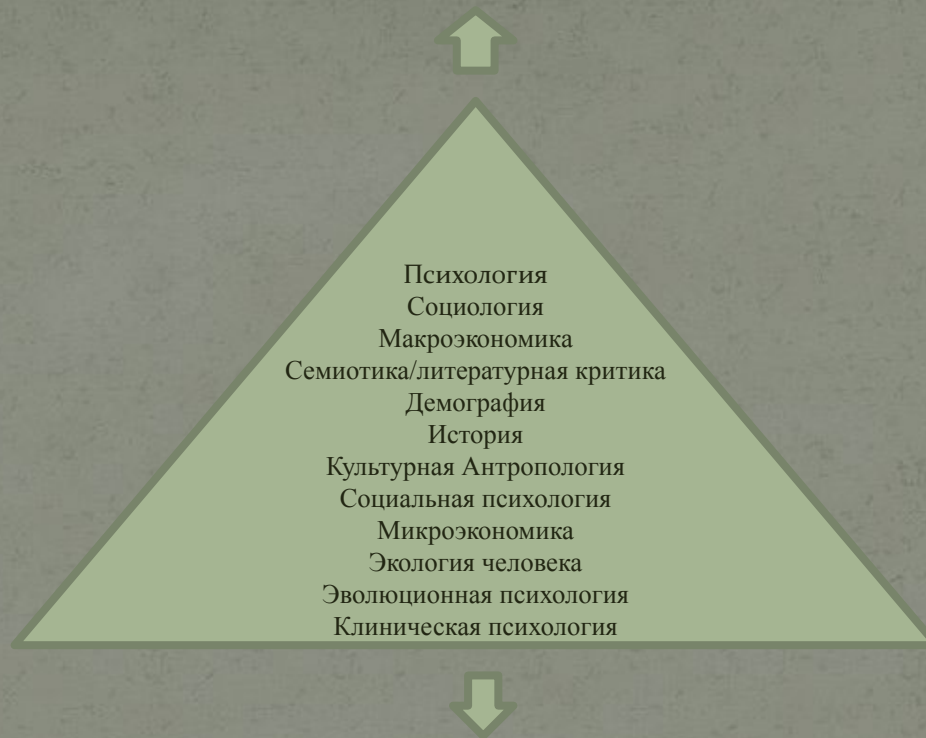 Психология
Социология
Макроэкономика
Семиотика/литературная критика
Демография
История
Культурная Антропология
Социальная психология
Микроэкономика
Экология человека
Эволюционная психология
Клиническая психология